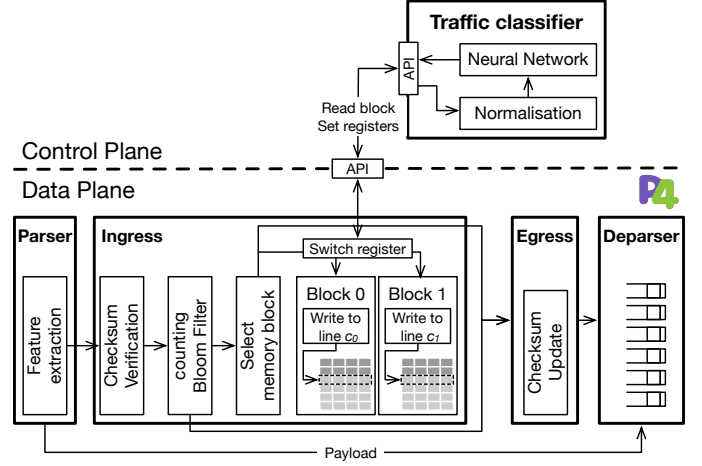 Traffic classifier
API
Neural Network
Normalisation
Read block
Set registers
Control Plane
API
Data Plane
P4
Parser
Ingress
Egress
Deparser
Switch register
Feature
extraction
Checksum
Verification
counting
Bloom Filter
Select
memory block
Block 0
Write to
line c0
Block 1
Write to
line c1
Checksum
Update
Payload